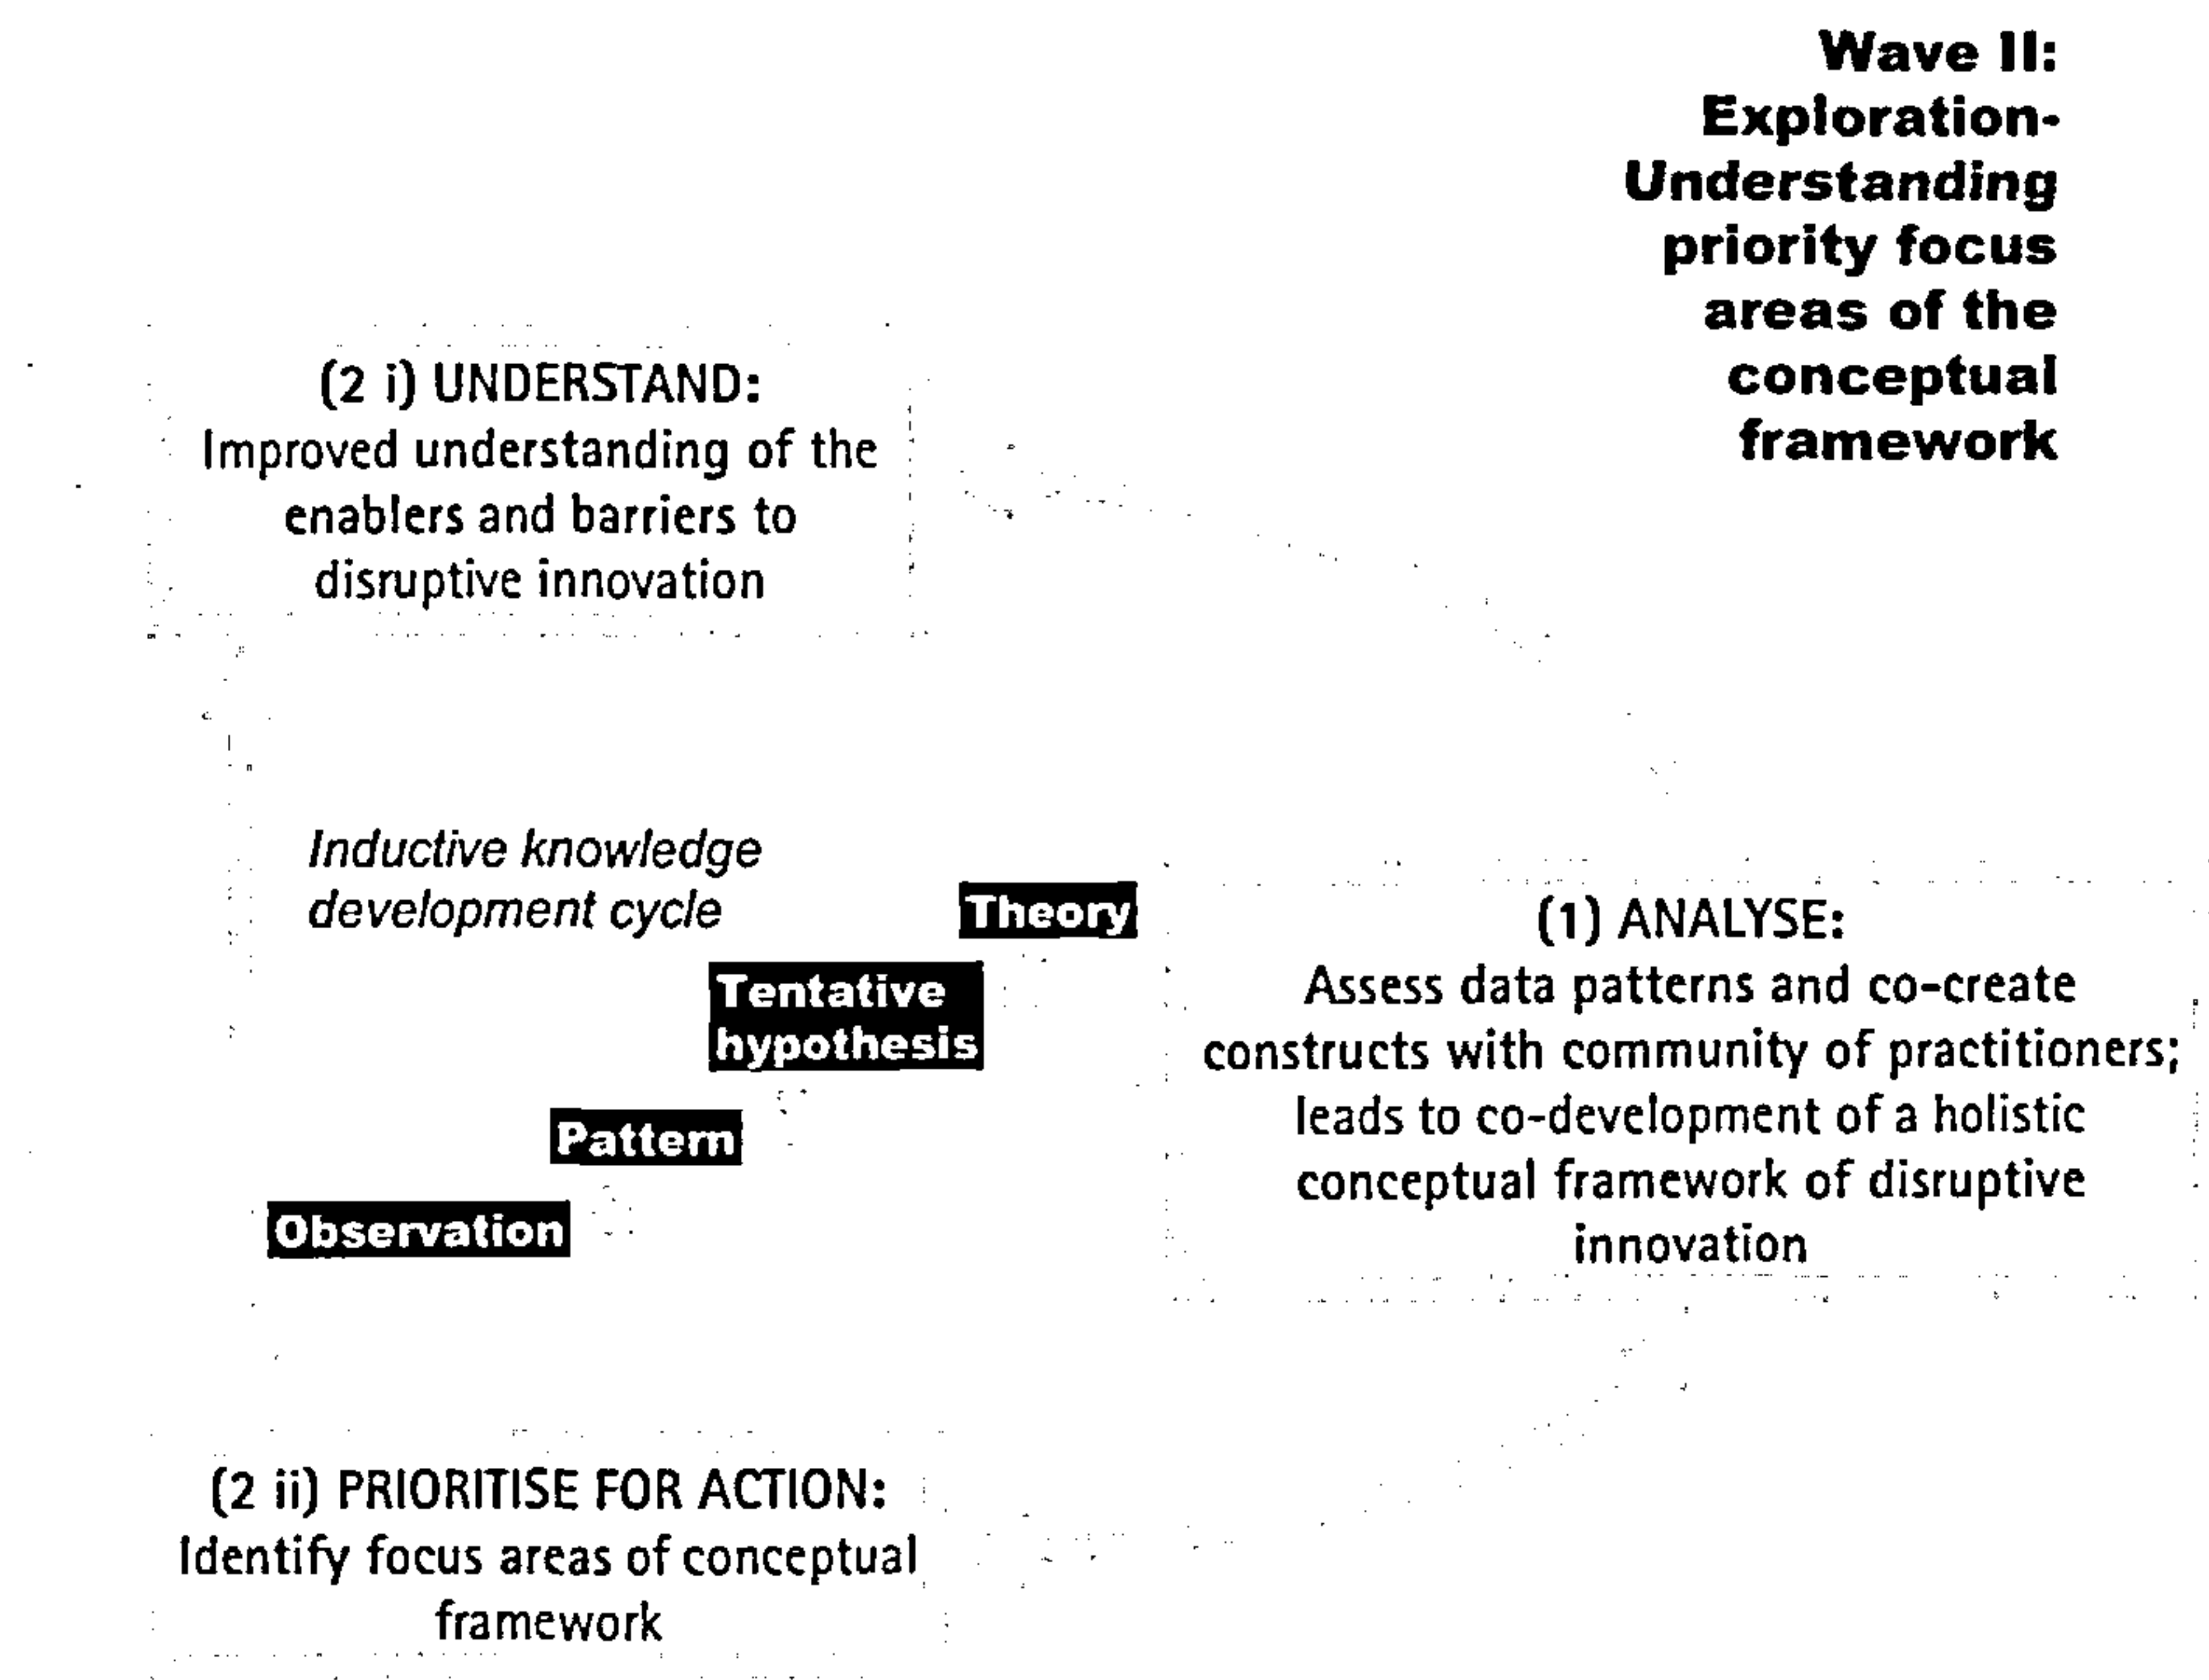 Wave II:
Exploration-
Understanding
priority focus
areas of the
conceptual
framework
(2 i) UNDERSTAND:
Improved understanding of the
enablers and barriers to
disruptive innovation
Inductive knowledge
development cycle
Theory
Tentative
hypothesis
Pattern
Observation
(1) ANALYSE:
Assess data patterns and co-create
constructs with community of practitioners;
leads to co-development of a holistic
conceptual framework of disruptive
innovation
(2 ii) PRIORITISE FOR ACTION:
Identify focus areas of conceptual
framework